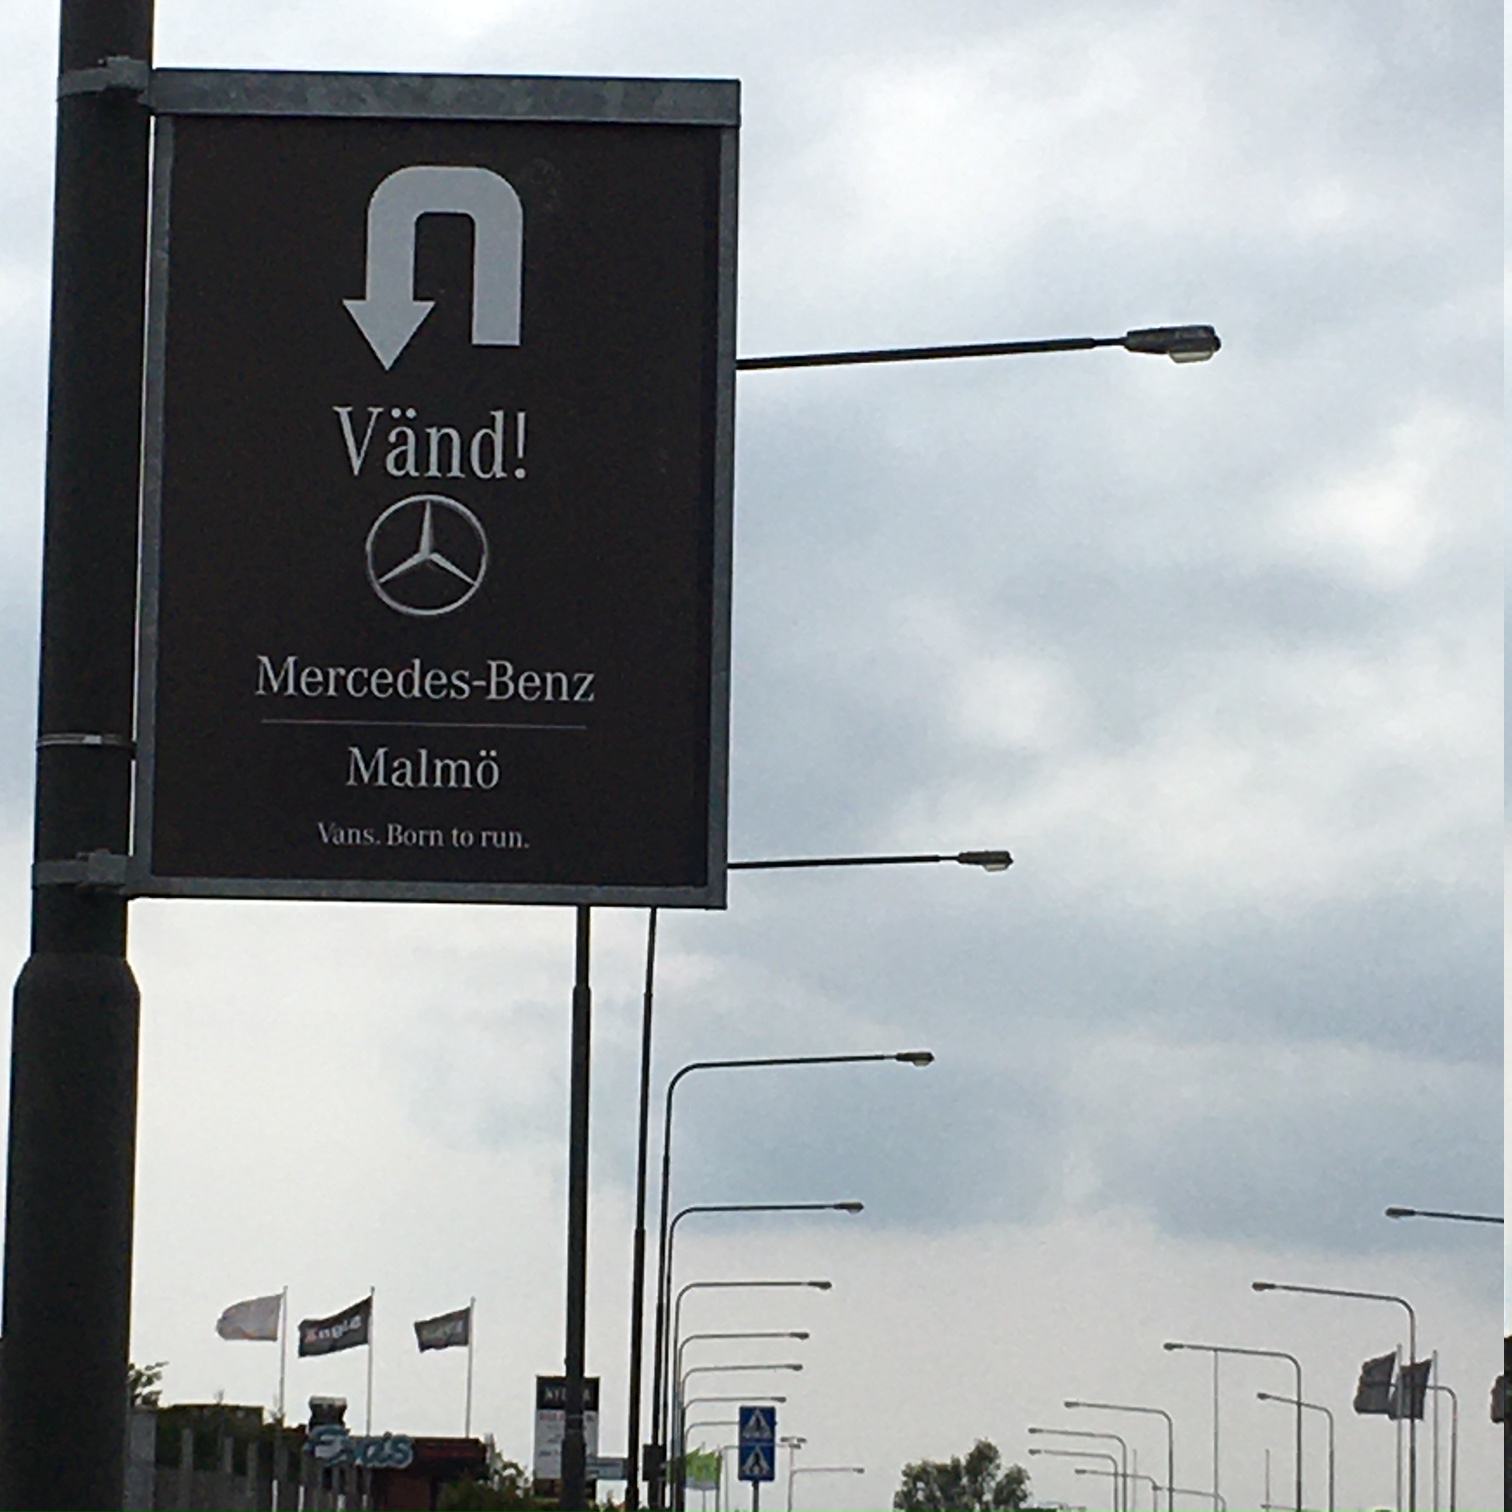 Vänd!
Mercedes-Benz
Malmö
Vans. Born to run.